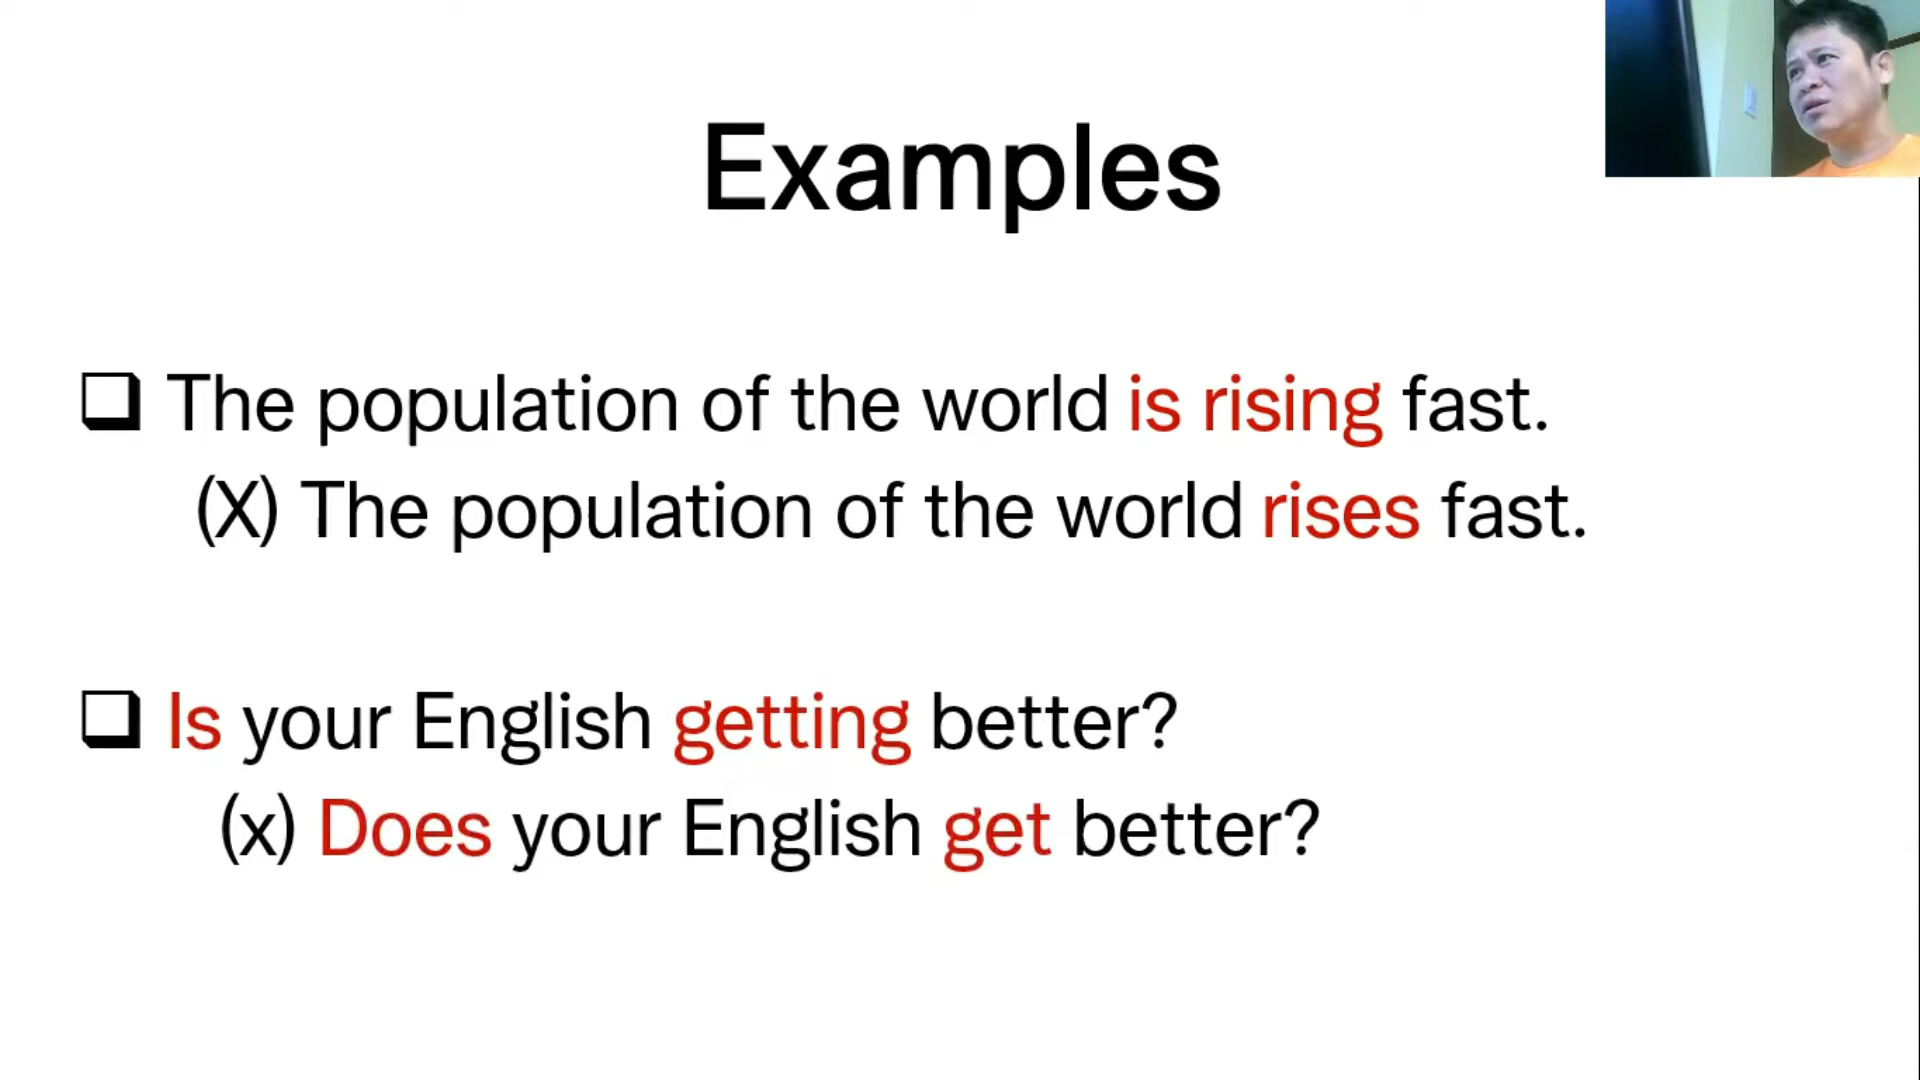 Examples
The population of the world is rising fast.
(X) The population of the world rises fast.
Is your English getting better?
(x) Does your English get better?